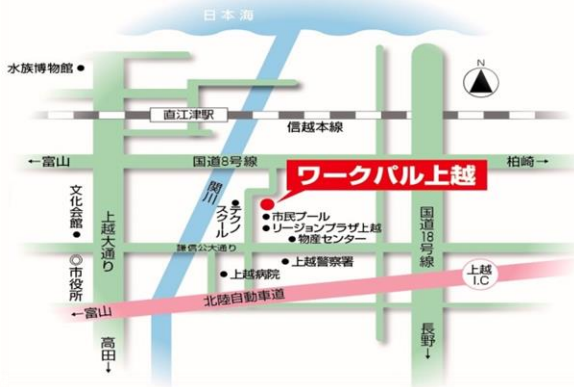 日本海
水族博物館
N
直江津駅
信越本線
←富山
国道8号線
柏崎→
ワークパル上越
関川
テクノ
スクール
市民プール
リージョンプラザ上越
物産センター
文化会館
上越大通り
謙信公大通り
国道18号線
◎市役所
上越警察署
上越病院
上越
I.C
北陸自動車道
←富山
高田→
長野→